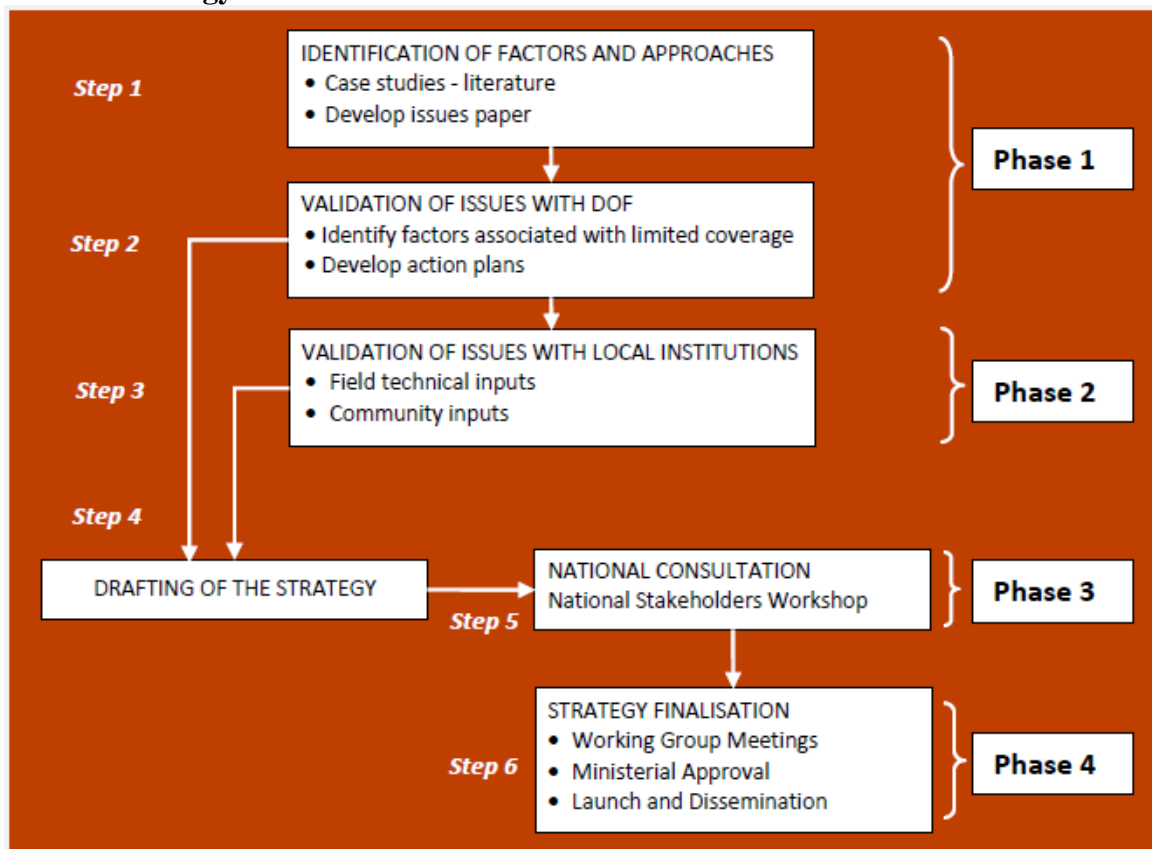 Step 1
IDENTIFICATION OF FACTORS AND APPROACHES
• Case studies - literature
• Develop issues paper
Phase 1
Step 2
VALIDATION OF ISSUES WITH DOF
• Identify factors associated with limited coverage
• Develop action plans
Step 3
VALIDATION OF ISSUES WITH LOCAL INSTITUTIONS
• Field technical inputs
• Community inputs
Phase 2
Step 4
DRAFTING OF THE STRATEGY
Step 5
NATIONAL CONSULTATION
National Stakeholders Workshop
Phase 3
Step 6
STRATEGY FINALISATION
• Working Group Meetings
• Ministerial Approval
• Launch and Dissemination
Phase 4